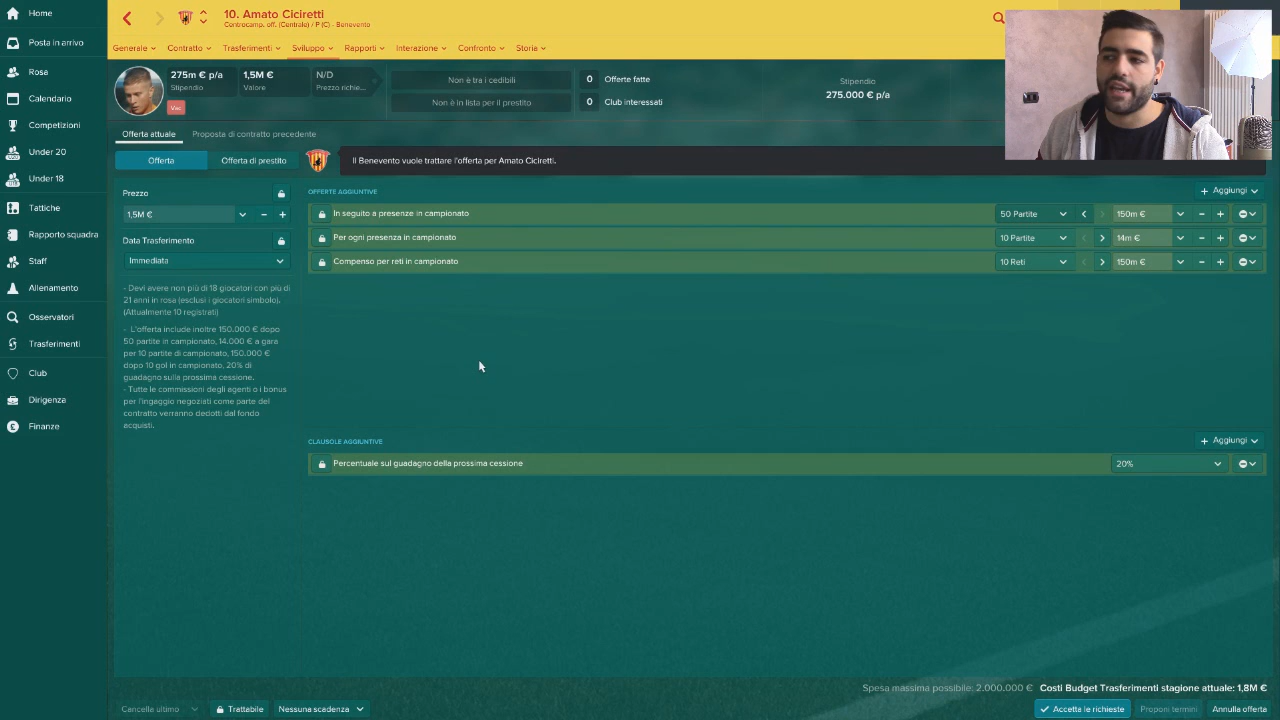 Home
Posta in arrivo
Rosa
Calendario
Competizioni
Under 20
Under 18
Tattiche
Rapporto squadra
Staff
Allenamento
Osservatori
Trasferimenti
Club
Dirigenza
Finanze
10. Amato Ciciretti
Controcamp. off. (Centrale) / P (C) - Benevento
Generale
Contratto
Trasferimenti
Sviluppo
Rapporti
Interazione
Confronto
Storia
275m € p/a
Stipendio
Vac
1,5M €
Valore
N/D
Prezzo richie...
Non è tra i cedibili
Non è in lista per il prestito
0 Offerte fatte
0 Club interessati
Stipendio
275.000 € p/a
Offerta attuale
Proposta di contratto precedente
Offerta
Offerta di prestito
Il Benevento vuole trattare l'offerta per Amato Ciciretti.
Prezzo
1,5M €
Data Trasferimento
Immediata
- Devi avere non più di 18 giocatori con più di
21 anni in rosa (esclusi i giocatori simbolo).
(Attualmente 10 registrati)
- L'offerta include inoltre 150.000 € dopo
50 partite in campionato, 14.000 € a gara
per 10 partite di campionato, 150.000 €
dopo 10 gol in campionato, 20% di
guadagno sulla prossima cessione.
- Tutte le commissioni degli agenti o i bonus
per l'ingaggio negoziati come parte del
contratto verranno dedotti dal fondo
acquisti.
OFFERTE AGGIUNTIVE
+ Aggiungi
In seguito a presenze in campionato 50 Partite 150m €
Per ogni presenza in campionato 10 Partite 14m €
Compenso per reti in campionato 10 Reti 150m €
CLAUSOLE AGGIUNTIVE
+ Aggiungi
Percentuale sul guadagno della prossima cessione 20%
Spesa massima possibile: 2.000.000 € Costi Budget Trasferimenti stagione attuale: 1,8M €
Cancella ultimo
Trattabile
Nessuna scadenza
Accetta le richieste
Proponi termini
Annulla offerta